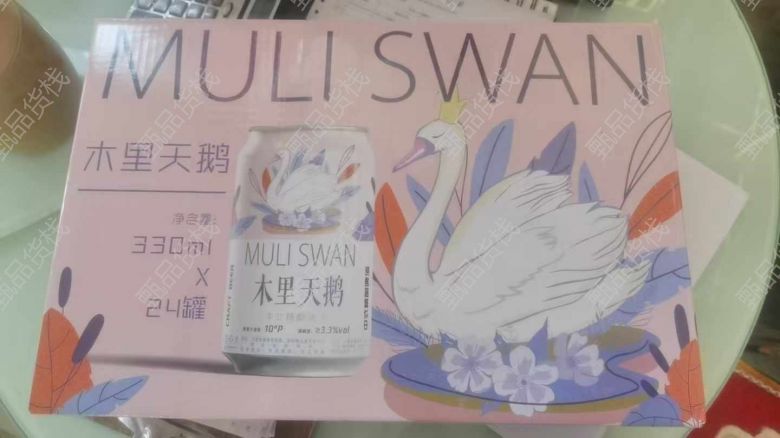 MULI SWAN
木里天鹅
净含量:
330ml
X
24罐
MULI SWAN
木里天鹅
CRAFT BEER
10°P
≥3.3%vol
甄品货栈